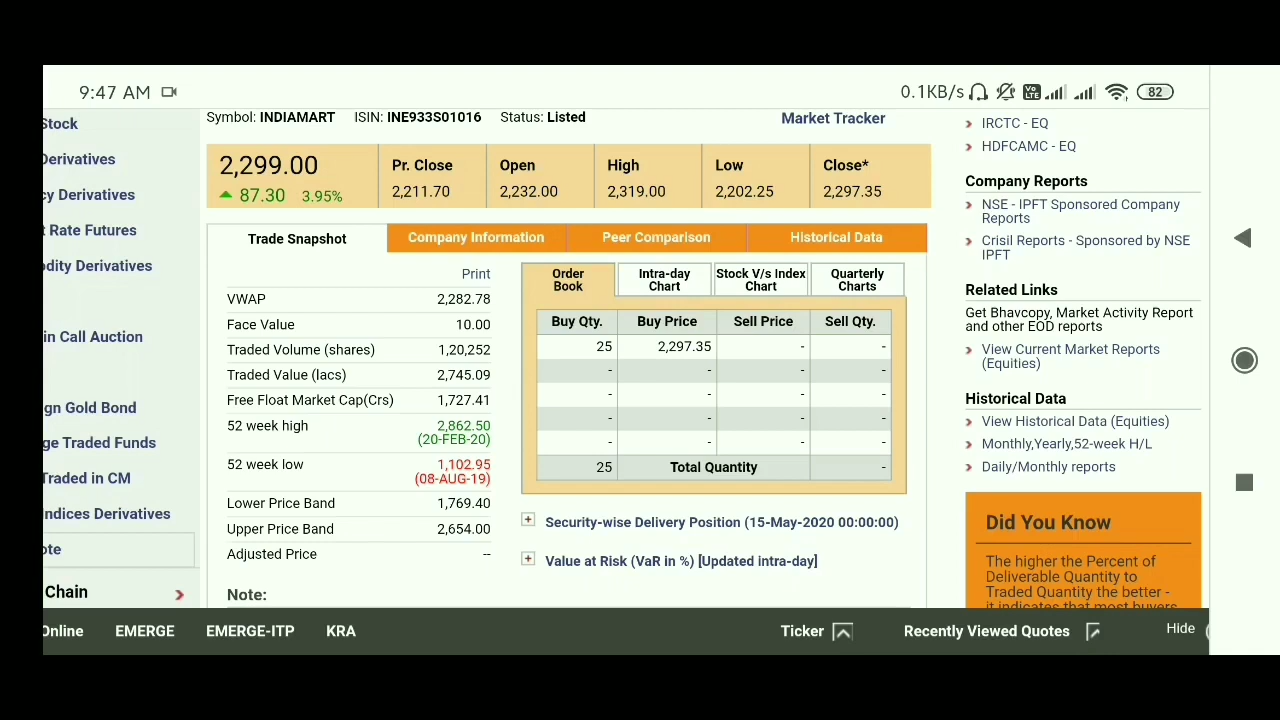 9:47 AM
0.1KB/s
Vo LTE
82
Stock
Derivatives
cy Derivatives
t Rate Futures
odity Derivatives
in Call Auction
gn Gold Bond
ge Traded Funds
Traded in CM
Indices Derivatives
ote
Chain
Symbol: INDIAMART ISIN: INE933S01016 Status: Listed
Market Tracker
2,299.00
87.30 3.95%
Pr. Close Open High Low Close*
2,211.70 2,232.00 2,319.00 2,202.25 2,297.35
Trade Snapshot Company Information Peer Comparison Historical Data
Print
VWAP 2,282.78
Face Value 10.00
Traded Volume (shares) 1,20,252
Traded Value (lacs) 2,745.09
Free Float Market Cap(Crs) 1,727.41
52 week high 2,862.50
(20-FEB-20)
52 week low 1,102.95
(08-AUG-19)
Lower Price Band 1,769.40
Upper Price Band 2,654.00
Adjusted Price --
Note:
Order Book
Intra-day Chart
Stock V/s Index Chart
Quarterly Charts
Buy Qty. Buy Price Sell Price Sell Qty.
25 2,297.35 - -
- - - -
- - - -
- - - -
- - - -
25 Total Quantity -
+ Security-wise Delivery Position (15-May-2020 00:00:00)
+ Value at Risk (VaR in %) [Updated intra-day]
IRCTC - EQ
HDFCAMC - EQ
Company Reports
NSE - IPFT Sponsored Company
Reports
Crisil Reports - Sponsored by NSE
IPFT
Related Links
Get Bhavcopy, Market Activity Report
and other EOD reports
View Current Market Reports
(Equities)
Historical Data
View Historical Data (Equities)
Monthly,Yearly,52-week H/L
Daily/Monthly reports
Did You Know
The higher the Percent of
Deliverable Quantity to
Traded Quantity the better -
it indicates that most buyers
Online EMERGE EMERGE-ITP KRA
Ticker Recently Viewed Quotes Hide